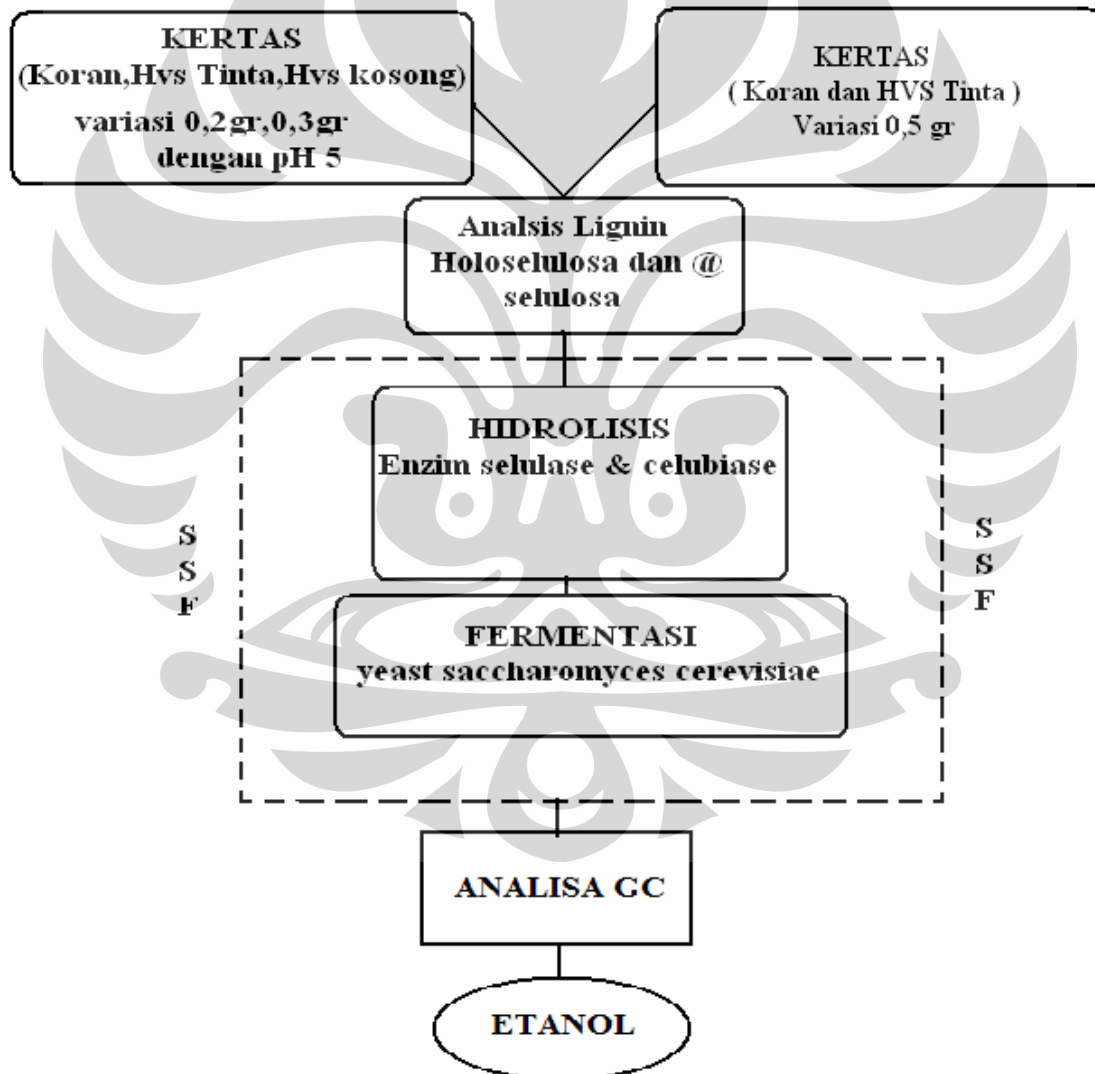 KERTAS
(Koran,Hvs Tinta,Hvs kosong)
variasi 0,2gr,0,3gr
dengan pH 5
KERTAS
( Koran dan HVS Tinta )
Variasi 0,5 gr
Analsis Lignin
Holoselulosa dan @
selulosa
HIDROLISIS
Enzim selulase & celubiase
S
S
F
S
S
F
FERMENTASI
yeast saccharomyces cerevisiae
ANALISA GC
ETANOL